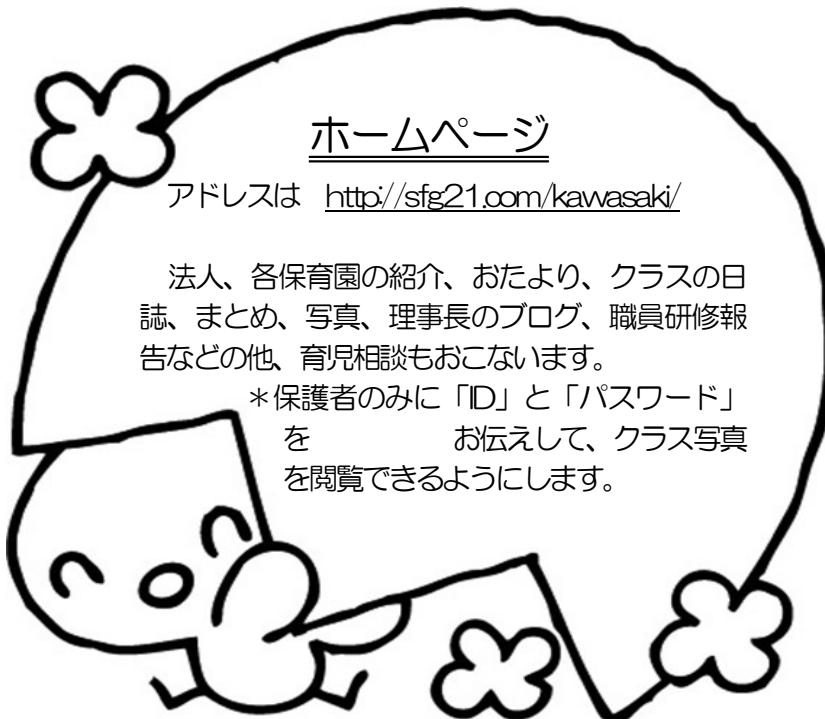 ホームページ
アドレスは http://sfg21.com/kawasaki/
法人、各保育園の紹介、おたより、クラスの日
誌、まとめ、写真、理事長のブログ、職員研修報
告などの他、育児相談もおこないます。
＊保護者のみに「ID」と「パスワード」
を お伝えして、クラス写真
を閲覧できるようにします。